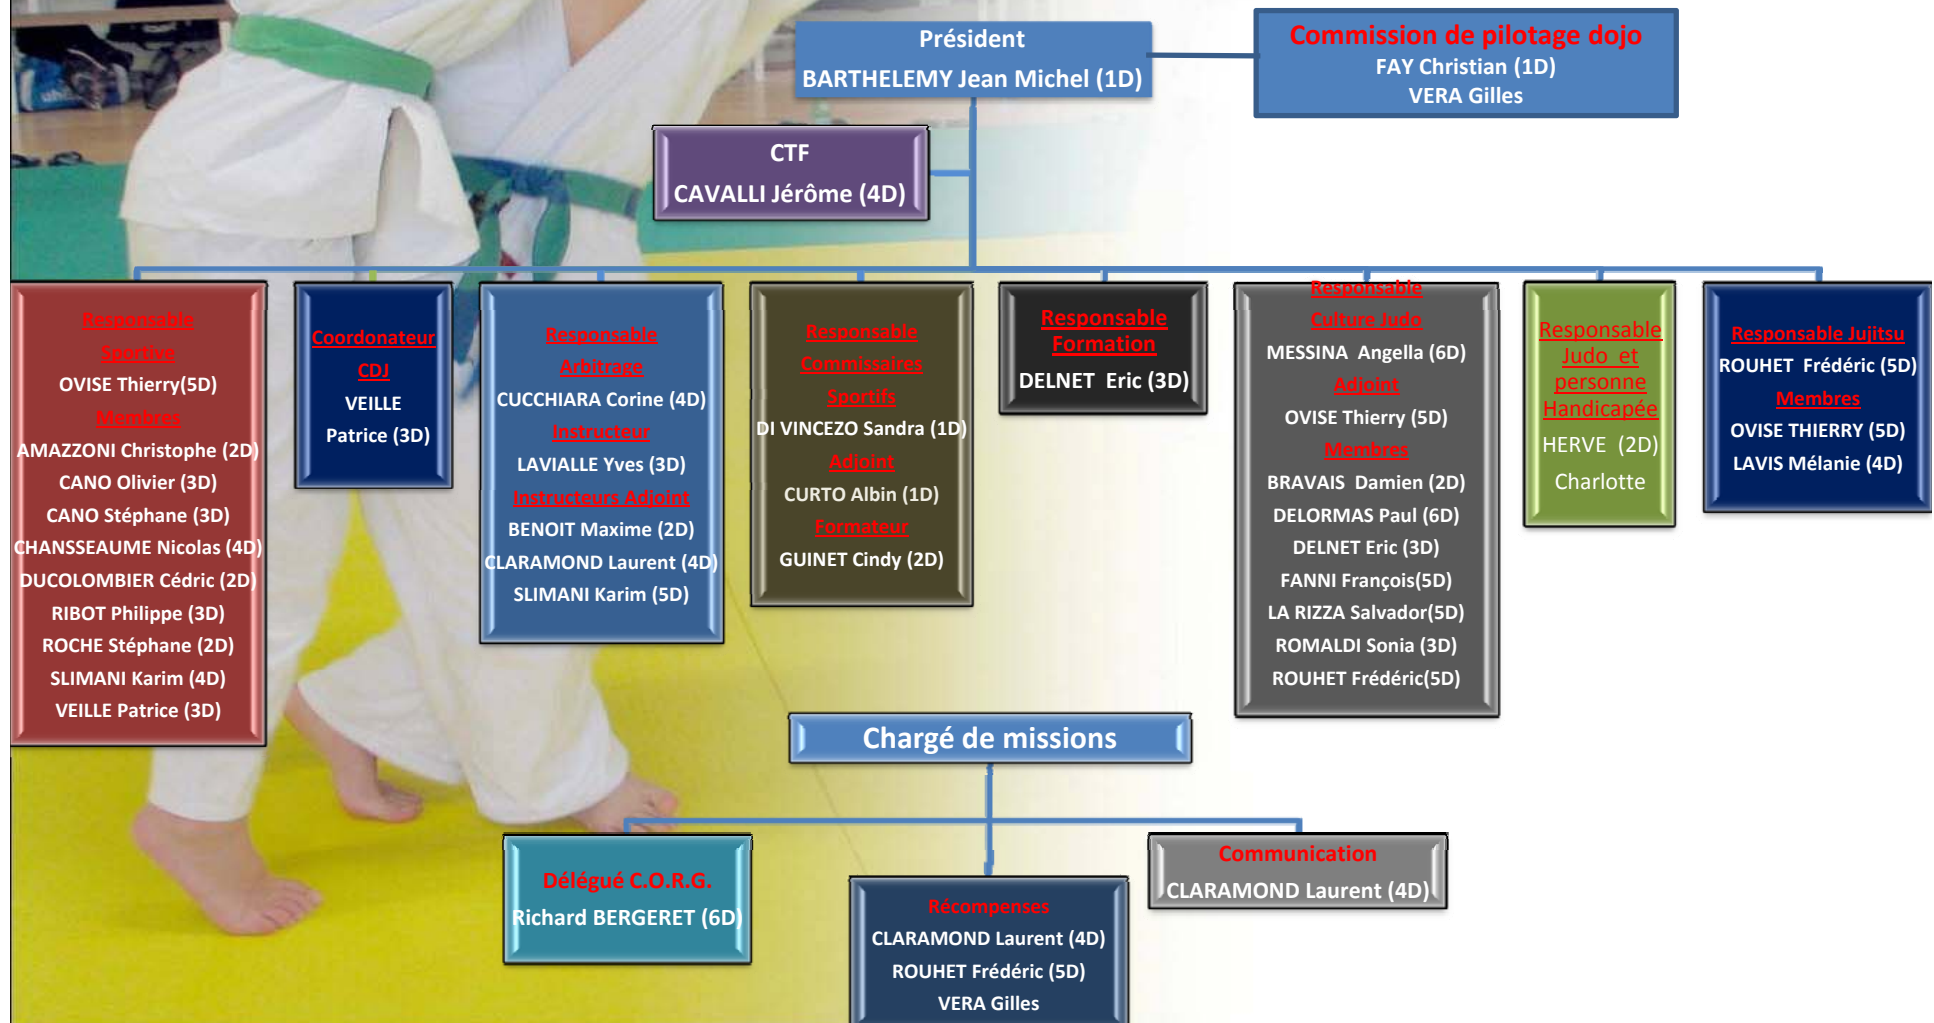 Président
BARTHELEMY Jean Michel (1D)
Commission de pilotage dojo
FAY Christian (1D)
VERA Gilles
CTF
CAVALLI Jérôme (4D)
Responsable
Sportive
OVISE Thierry(5D)
Membres
AMAZZONI Christophe (2D)
CANO Olivier (3D)
CANO Stéphane (3D)
CHANSSEAUME Nicolas (4D)
DUCOLOMBIER Cédric (2D)
RIBOT Philippe (3D)
ROCHE Stéphane (2D)
SLIMANI Karim (4D)
VEILLE Patrice (3D)
Coordonateur
CDJ
VEILLE
Patrice (3D)
Responsable
Arbitrage
CUCCHIARA Corine (4D)
Instructeur
LAVIALLE Yves (3D)
Instructeurs Adjoint
BENOIT Maxime (2D)
CLARAMOND Laurent (4D)
SLIMANI Karim (5D)
Responsable
Commissaires
Sportifs
DI VINCEZO Sandra (1D)
Adjoint
CURTO Albin (1D)
Formateur
GUINET Cindy (2D)
Responsable
Formation
DELNET Eric (3D)
Responsable
Culture Judo
MESSINA Angella (6D)
Adjoint
OVISE Thierry (5D)
Membres
BRAVAIS Damien (2D)
DELORMAS Paul (6D)
DELNET Eric (3D)
FANNI François(5D)
LA RIZZA Salvador(5D)
ROMALDI Sonia (3D)
ROUHET Frédéric(5D)
Responsable
Judo et
personne
Handicapée
HERVE (2D)
Charlotte
Responsable Jujitsu
ROUHET Frédéric (5D)
Membres
OVISE THIERRY (5D)
LAVIS Mélanie (4D)
Chargé de missions
Délégué C.O.R.G.
Richard BERGERET (6D)
Récompenses
CLARAMOND Laurent (4D)
ROUHET Frédéric (5D)
VERA Gilles
Communication
CLARAMOND Laurent (4D)